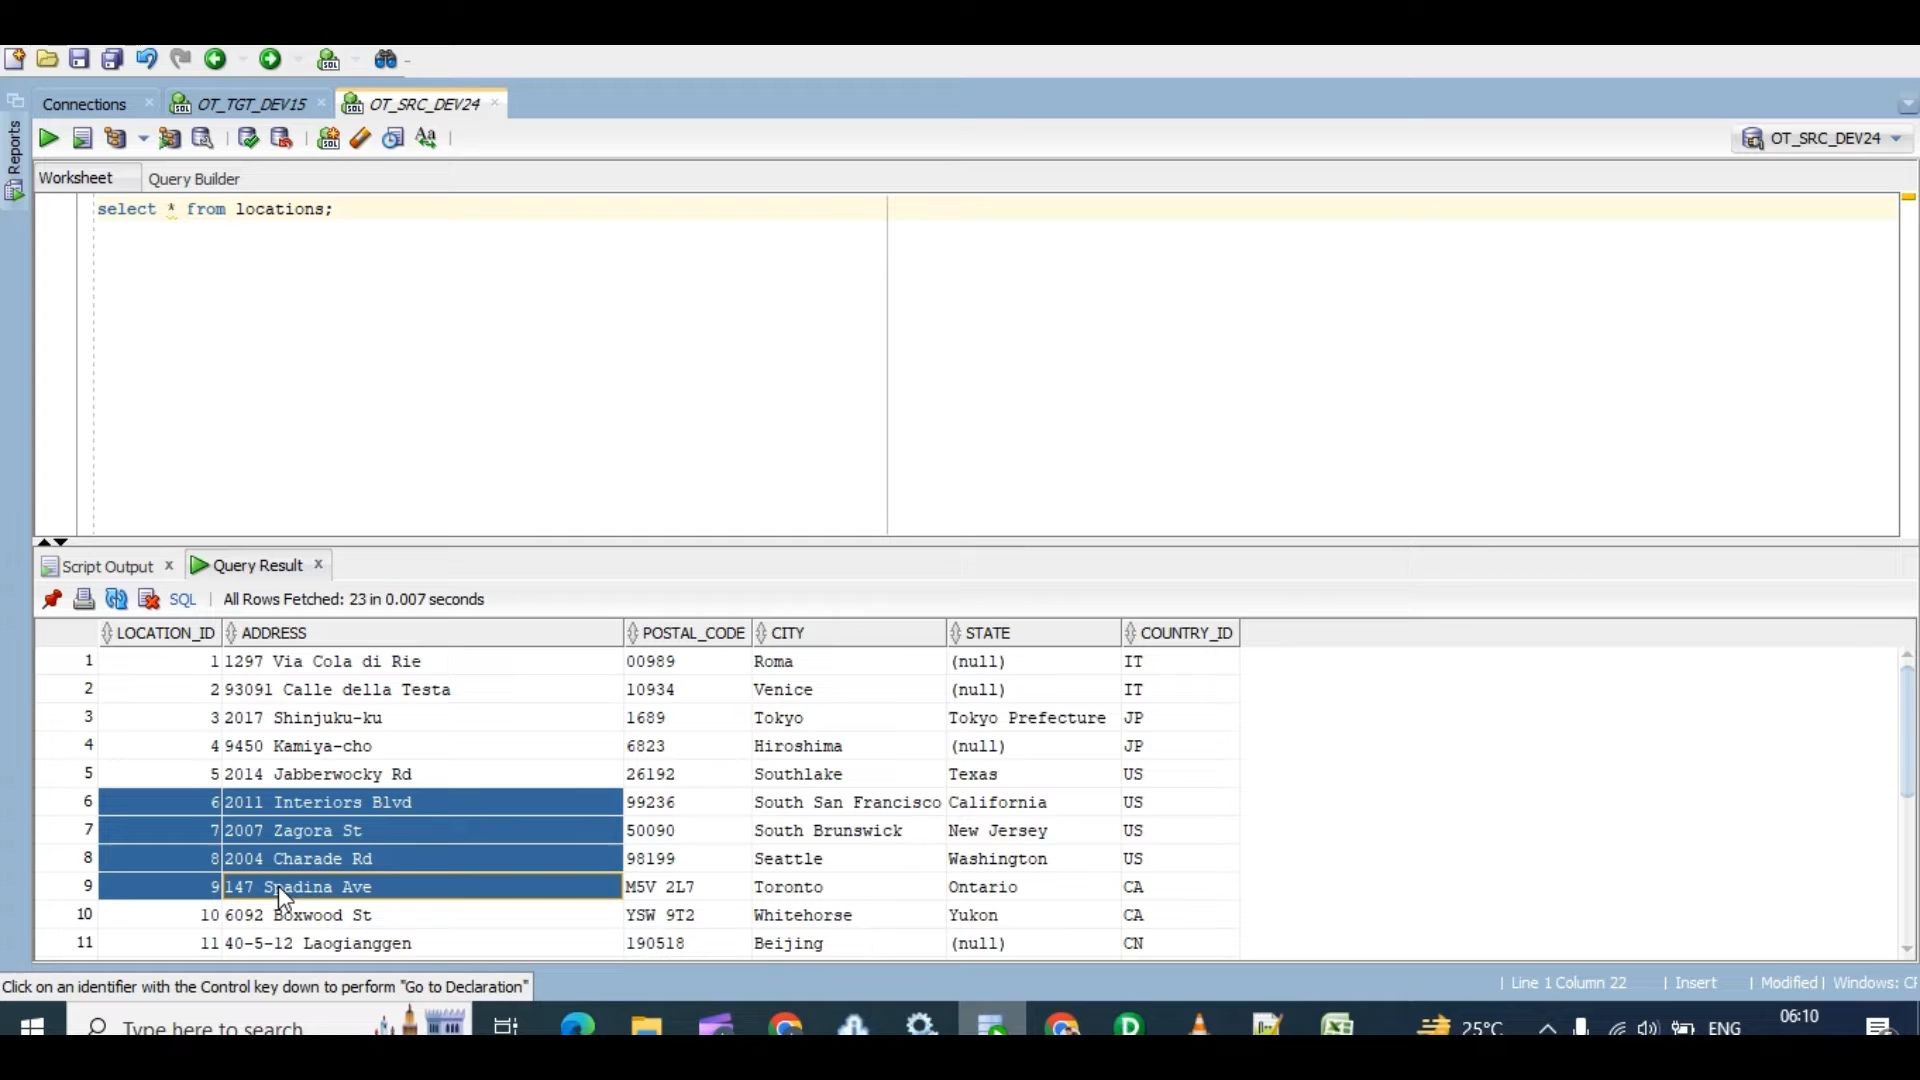 Connections
OT_TGT_DEV15
OT_SRC_DEV24
Reports
OT_SRC_DEV24
Worksheet
Query Builder
select * from locations;
Script Output
Query Result
SQL
All Rows Fetched: 23 in 0.007 seconds
LOCATION_ID ADDRESS POSTAL_CODE CITY STATE COUNTRY_ID
1 1 1297 Via Cola di Rie 00989 Roma (null) IT
2 2 93091 Calle della Testa 10934 Venice (null) IT
3 3 2017 Shinjuku-ku 1689 Tokyo Tokyo Prefecture JP
4 4 9450 Kamiya-cho 6823 Hiroshima (null) JP
5 5 2014 Jabberwocky Rd 26192 Southlake Texas US
6 6 2011 Interiors Blvd 99236 South San Francisco California US
7 7 2007 Zagora St 50090 South Brunswick New Jersey US
8 8 2004 Charade Rd 98199 Seattle Washington US
9 9 147 Spadina Ave M5V 2L7 Toronto Ontario CA
10 10 6092 Boxwood St YSW 9T2 Whitehorse Yukon CA
11 11 40-5-12 Laogianggen 190518 Beijing (null) CN
Click on an identifier with the Control key down to perform "Go to Declaration"
Line 1 Column 22 Insert Modified Windows: CF
Type here to search
25°C
ENG
06:10